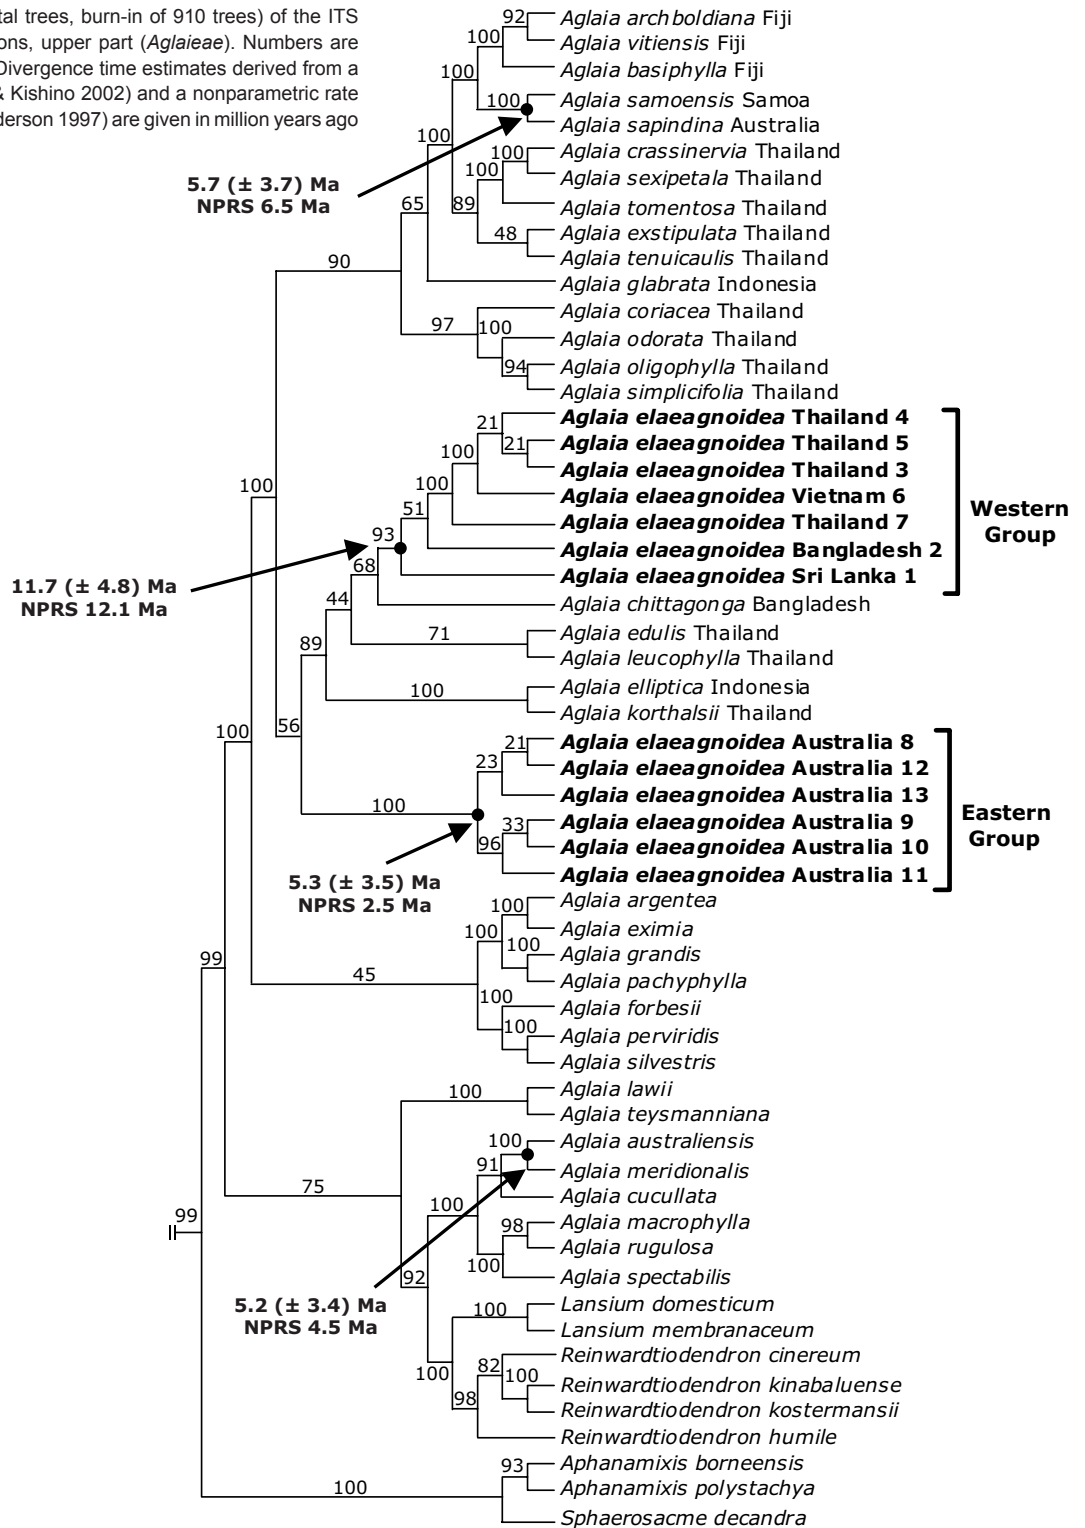 tal trees, burn-in of 910 trees) of the ITS
ons, upper part (Aglaieae). Numbers are
Divergence time estimates derived from a
& Kishino 2002) and a nonparametric rate
derson 1997) are given in million years ago
92
Aglaia archboldiana Fiji
100
Aglaia vitiensis Fiji
Aglaia basiphylla Fiji
100
100
Aglaia samoensis Samoa
Aglaia sapindina Australia
100
100
Aglaia crassinervia Thailand
100
Aglaia sexipetala Thailand
5.7 (± 3.7) Ma
NPRS 6.5 Ma
65
89
Aglaia tomentosa Thailand
48
Aglaia exstipulata Thailand
Aglaia tenuicaulis Thailand
90
Aglaia glabrata Indonesia
Aglaia coriacea Thailand
97
100
Aglaia odorata Thailand
94
Aglaia oligophylla Thailand
Aglaia simplicifolia Thailand
21
Aglaia elaeagnoidea Thailand 4
21
Aglaia elaeagnoidea Thailand 5
100
Aglaia elaeagnoidea Thailand 3
100
100
Aglaia elaeagnoidea Vietnam 6
51
Aglaia elaeagnoidea Thailand 7
Western
Group
93
Aglaia elaeagnoidea Bangladesh 2
68
Aglaia elaeagnoidea Sri Lanka 1
11.7 (± 4.8) Ma
NPRS 12.1 Ma
44
Aglaia chittagonga Bangladesh
89
71
Aglaia edulis Thailand
Aglaia leucophylla Thailand
100
Aglaia elliptica Indonesia
Aglaia korthalsii Thailand
100
56
21
Aglaia elaeagnoidea Australia 8
23
Aglaia elaeagnoidea Australia 12
Aglaia elaeagnoidea Australia 13
100
33
Aglaia elaeagnoidea Australia 9
96
Aglaia elaeagnoidea Australia 10
Aglaia elaeagnoidea Australia 11
Eastern
Group
5.3 (± 3.5) Ma
NPRS 2.5 Ma
100
Aglaia argentea
100
Aglaia eximia
100
Aglaia grandis
99
45
Aglaia pachyphylla
100
Aglaia forbesii
100
Aglaia perviridis
Aglaia silvestris
100
Aglaia lawii
Aglaia teysmanniana
100
Aglaia australiensis
91
Aglaia meridionalis
75
Aglaia cucullata
99
100
98
Aglaia macrophylla
Aglaia rugulosa
100
92
Aglaia spectabilis
5.2 (± 3.4) Ma
NPRS 4.5 Ma
100
Lansium domesticum
Lansium membranaceum
100
82
Reinwardtiodendron cinereum
100
Reinwardtiodendron kinabaluense
98
Reinwardtiodendron kostermansii
Reinwardtiodendron humile
93
Aphanamixis borneensis
100
Aphanamixis polystachya
Sphaerosacme decandra